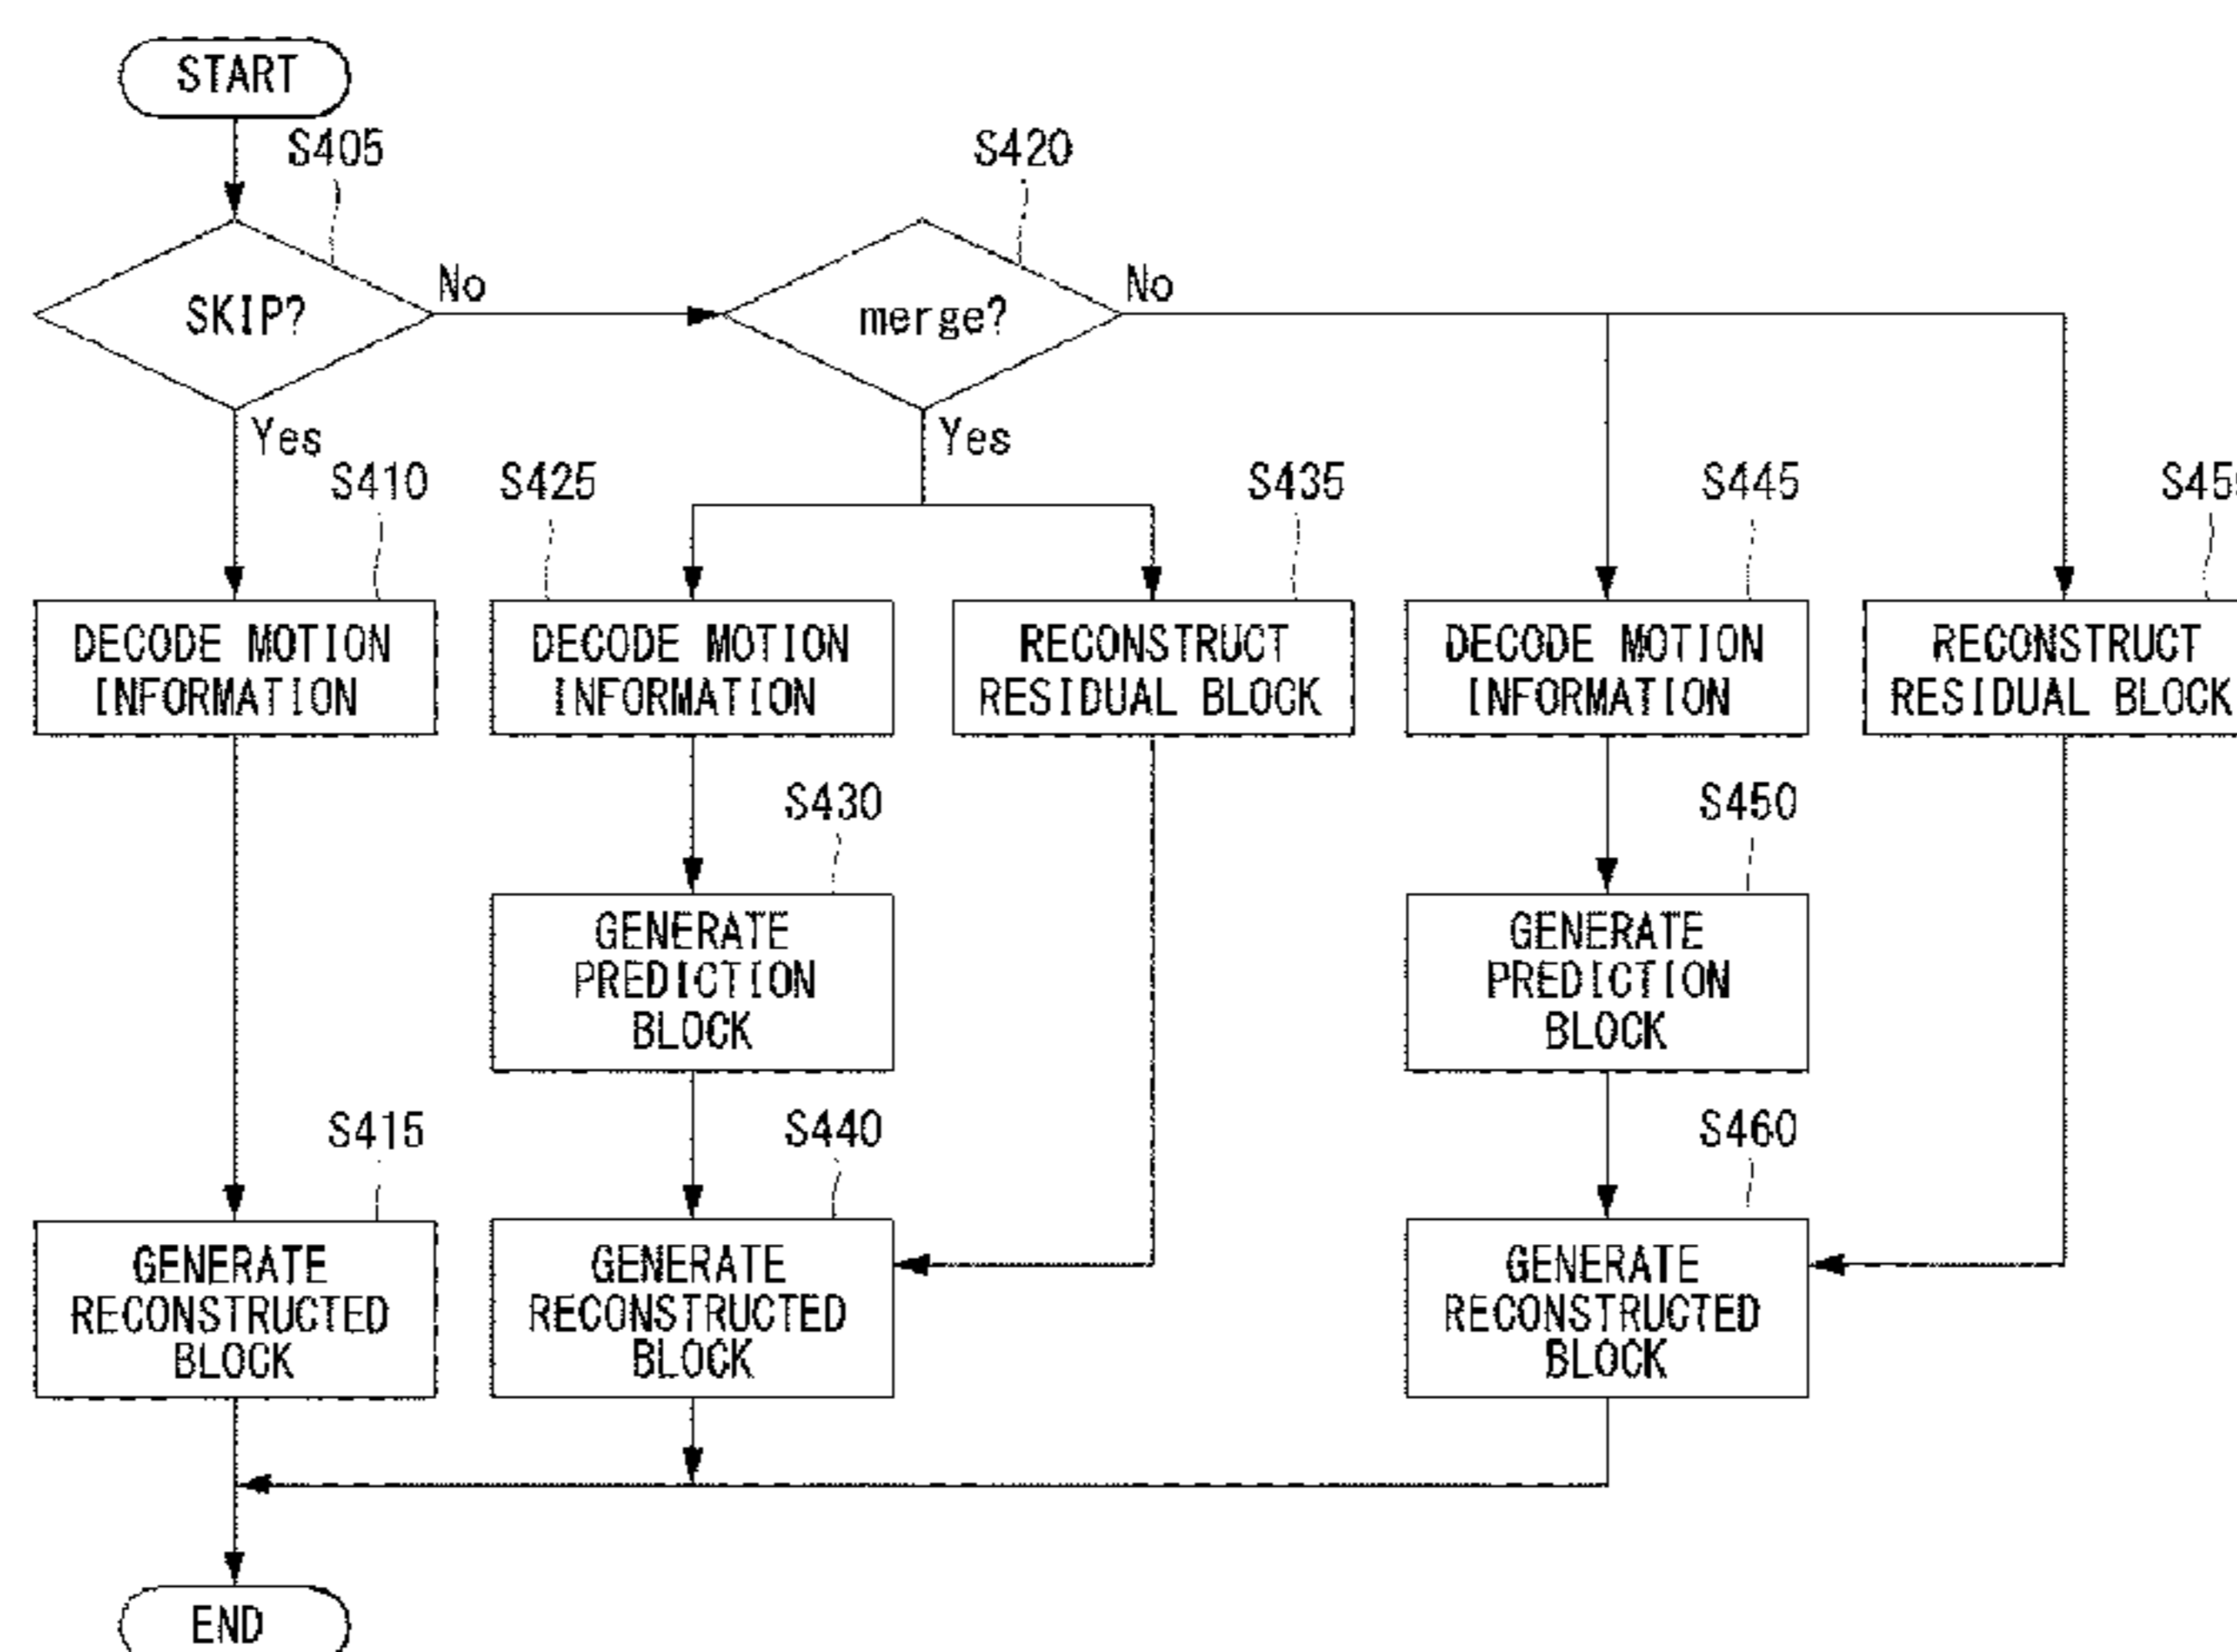 START
S405
S420
SKIP?
No
merge?
No
Yes
Yes
S410
S425
S435
S445
DECODE MOTION
INFORMATION
DECODE MOTION
INFORMATION
RECONSTRUCT
RESIDUAL BLOCK
DECODE MOTION
INFORMATION
RECONSTRUCT
RESIDUAL BLOCK
S430
S450
GENERATE
PREDICTION
BLOCK
GENERATE
PREDICTION
BLOCK
S415
S440
S460
GENERATE
RECONSTRUCTED
BLOCK
GENERATE
RECONSTRUCTED
BLOCK
GENERATE
RECONSTRUCTED
BLOCK
END